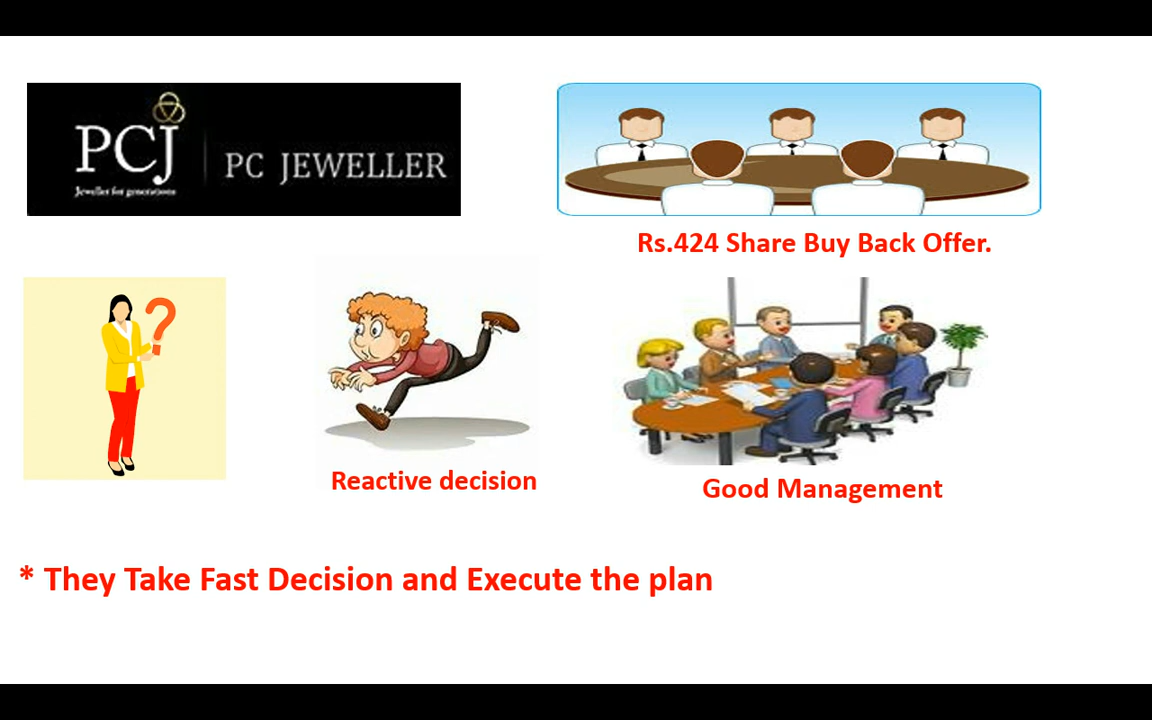 PCJ
Jeweller for generations
PC JEWELLER
Rs.424 Share Buy Back Offer.
?
Reactive decision
Good Management
* They Take Fast Decision and Execute the plan